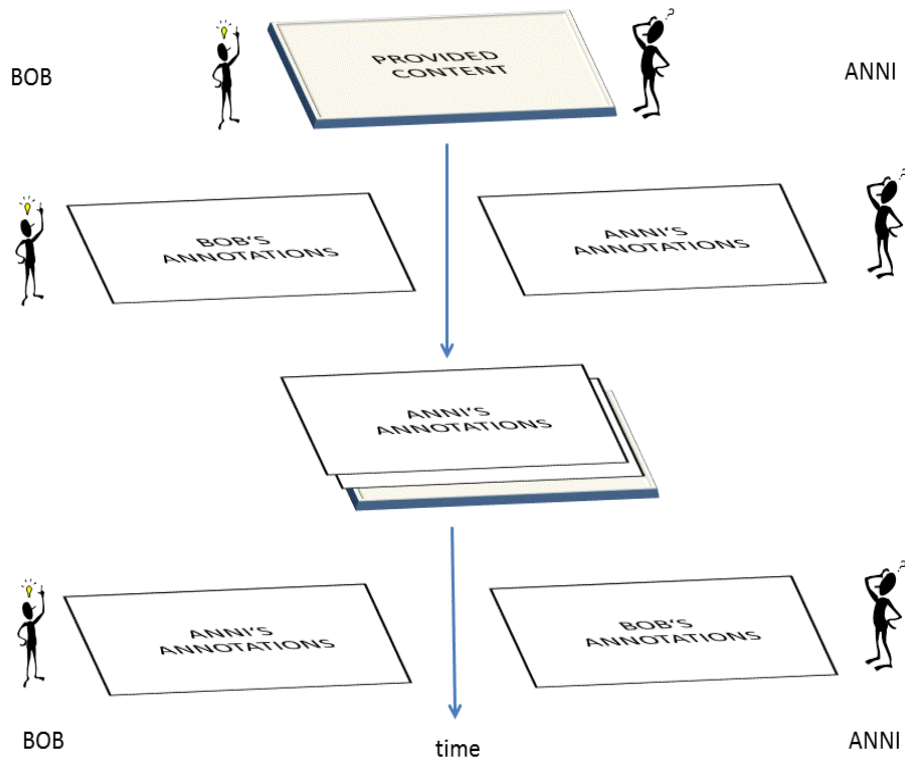 PROVIDED
CONTENT
BOB
ANNI
BOB'S
ANNOTATIONS
ANNI'S
ANNOTATIONS
ANNI'S
ANNOTATIONS
ANNI'S
ANNOTATIONS
BOB'S
ANNOTATIONS
BOB
time
ANNI